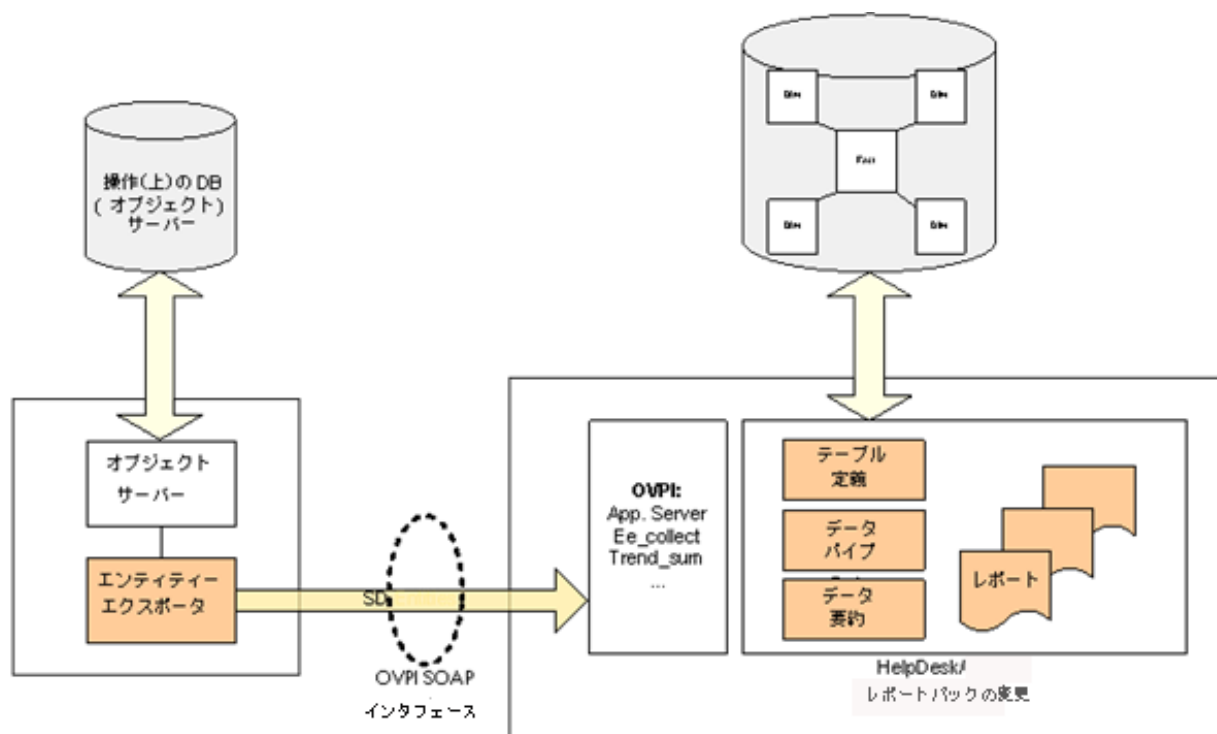 操作(上)の DB
( オブジェクト)
サーバー
オブジェクト
サーバー
エンティティー
エクスポータ
OVPI SOAP
インタフェース
OVPI:
App. Server
Ee_collect
Trend_sum
...
テーブル
定義
データ
パイプ
データ
要約
レポート
HelpDesk/
レポートパックの変更